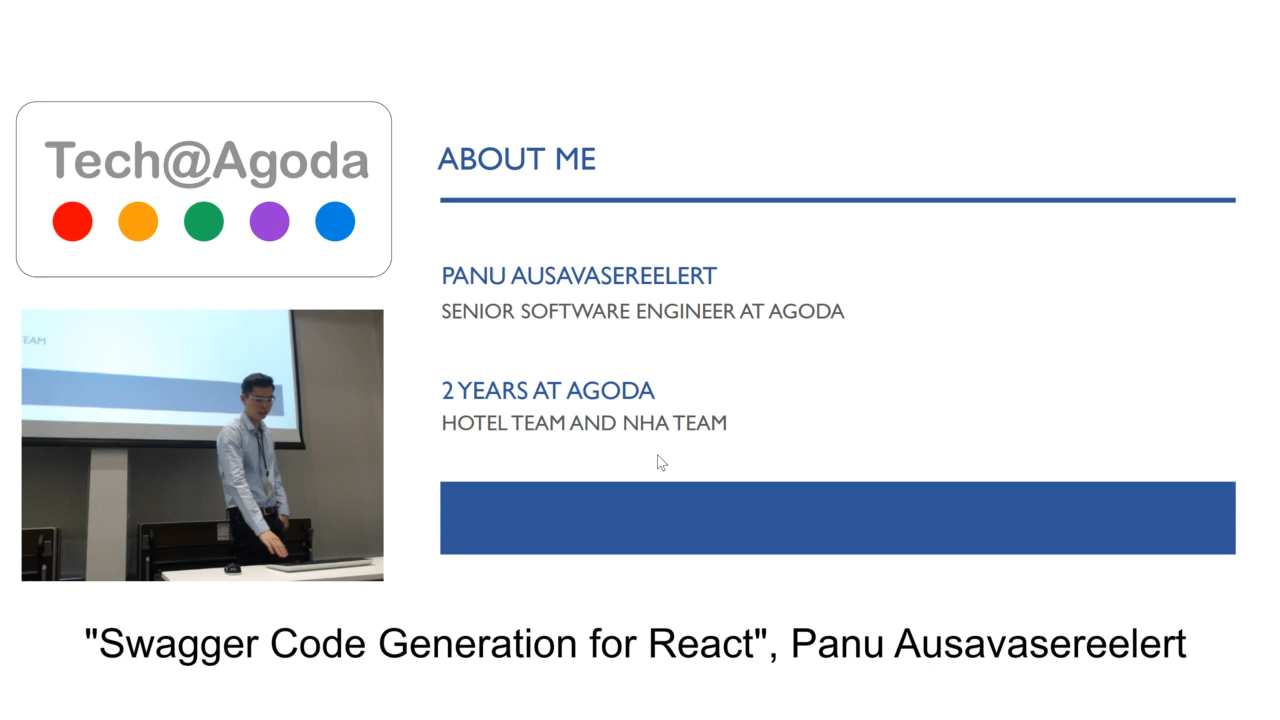 Tech@Agoda
ABOUT ME
PANU AUSAVASEREELERT
SENIOR SOFTWARE ENGINEER AT AGODA
2 YEARS AT AGODA
HOTEL TEAM AND NHA TEAM
EAM
"Swagger Code Generation for React", Panu Ausavasereelert